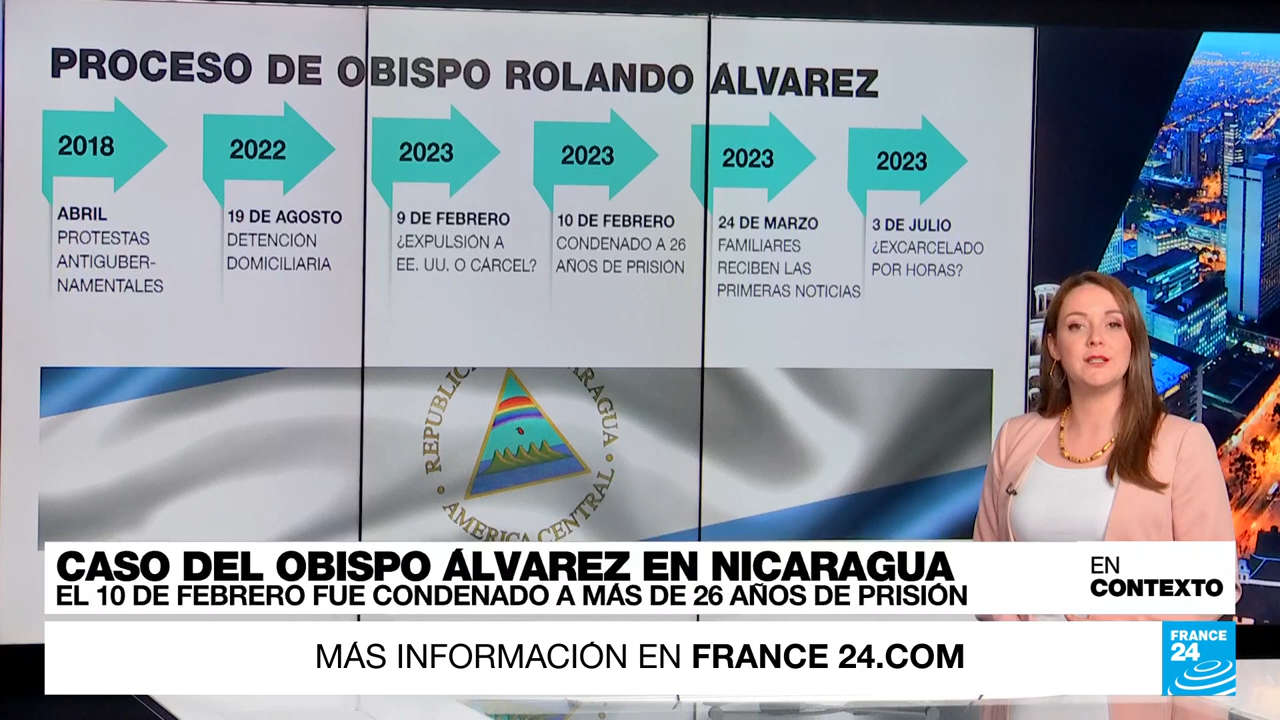 PROCESO DE OBISPO ROLANDO ÁLVAREZ
2018
ABRIL
PROTESTAS
ANTIGUBER-
NAMENTALES
2022
19 DE AGOSTO
DETENCIÓN
DOMICILIARIA
2023
9 DE FEBRERO
¿EXPULSIÓN A
EE. UU. O CÁRCEL?
2023
10 DE FEBRERO
CONDENADO A 26
AÑOS DE PRISIÓN
2023
24 DE MARZO
FAMILIARES
RECIBEN LAS
PRIMERAS NOTICIAS
2023
3 DE JULIO
¿EXCARCELADO
POR HORAS?
AMERICA CENTRAL
CASO DEL OBISPO ÁLVAREZ EN NICARAGUA
EL 10 DE FEBRERO FUE CONDENADO A MÁS DE 26 AÑOS DE PRISIÓN
EN
CONTEXTO
MÁS INFORMACIÓN EN FRANCE 24.COM
FRANCE
24